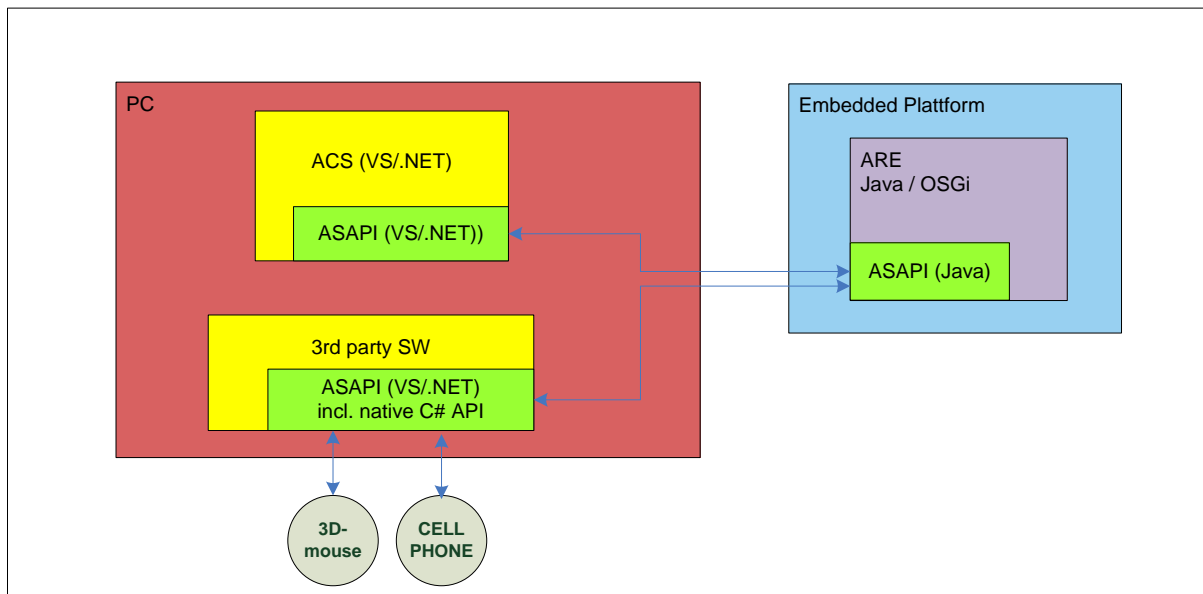 PC
ACS (VS/.NET)
ASAPI (VS/.NET))
3rd party SW
ASAPI (VS/.NET)
incl. native C# API
3D-
mouse
CELL
PHONE
Embedded Plattform
ARE
Java / OSGi
ASAPI (Java)